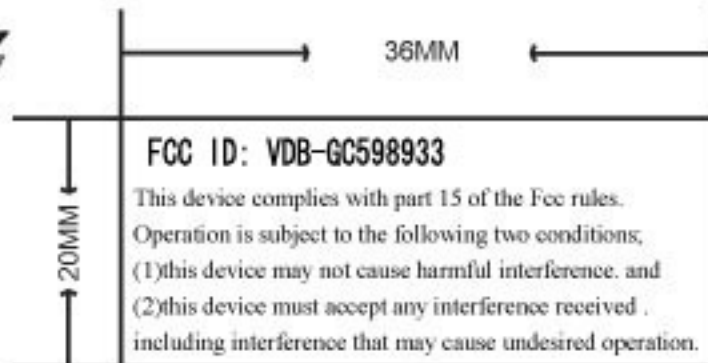 36MM
20MM
FCC ID: VDB-GC598933
This device complies with part 15 of the Fcc rules.
Operation is subject to the following two conditions;
(1)this device may not cause harmful interference. and
(2)this device must accept any interference received .
including interference that may cause undesired operation.